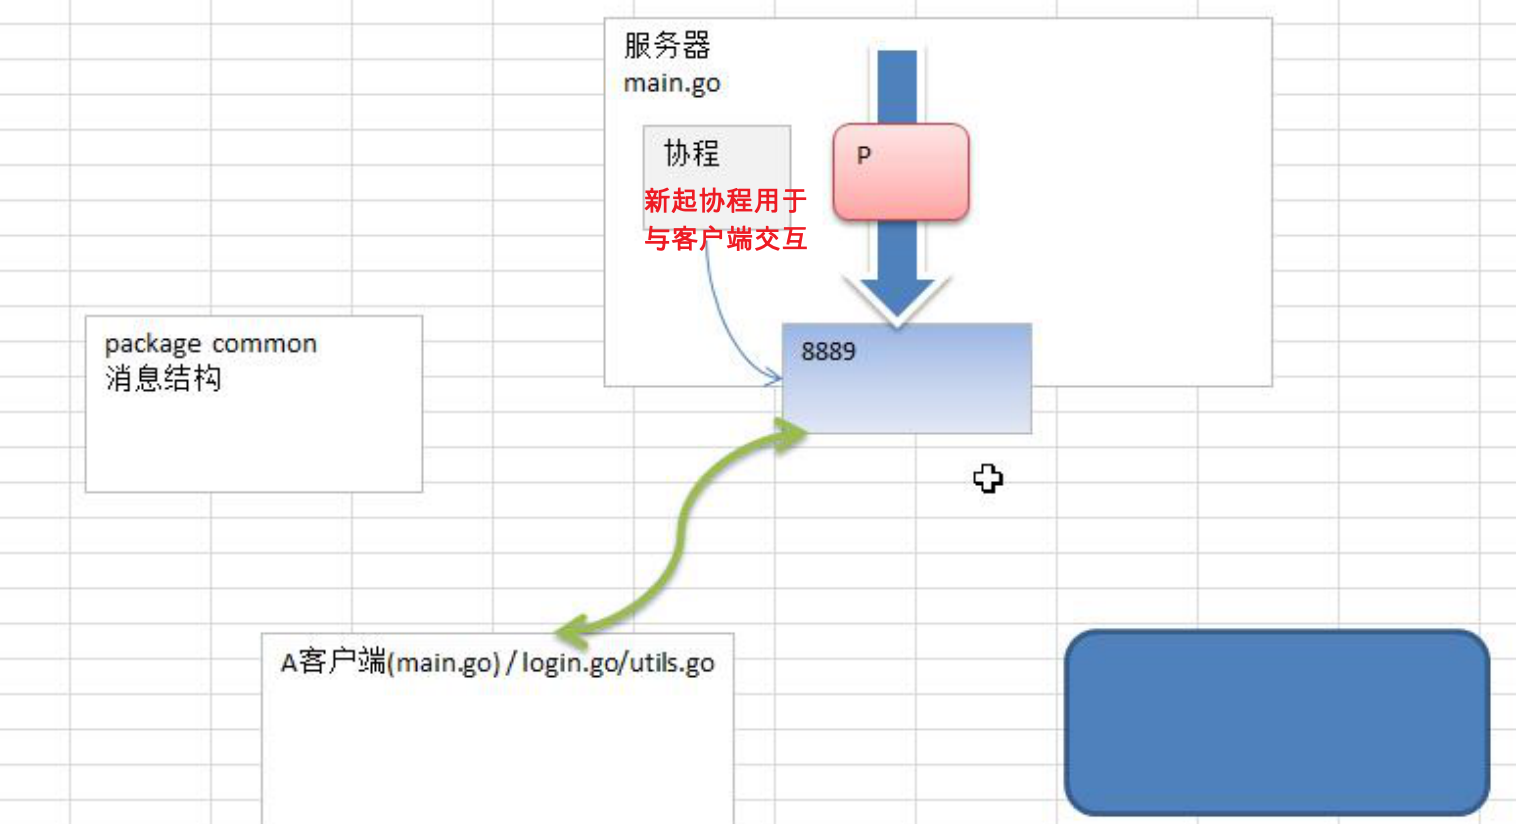 服务器
main.go
协程
新起协程用于
与客户端交互
P
8889
package common
消息结构
A客户端(main.go) / login.go/utils.go